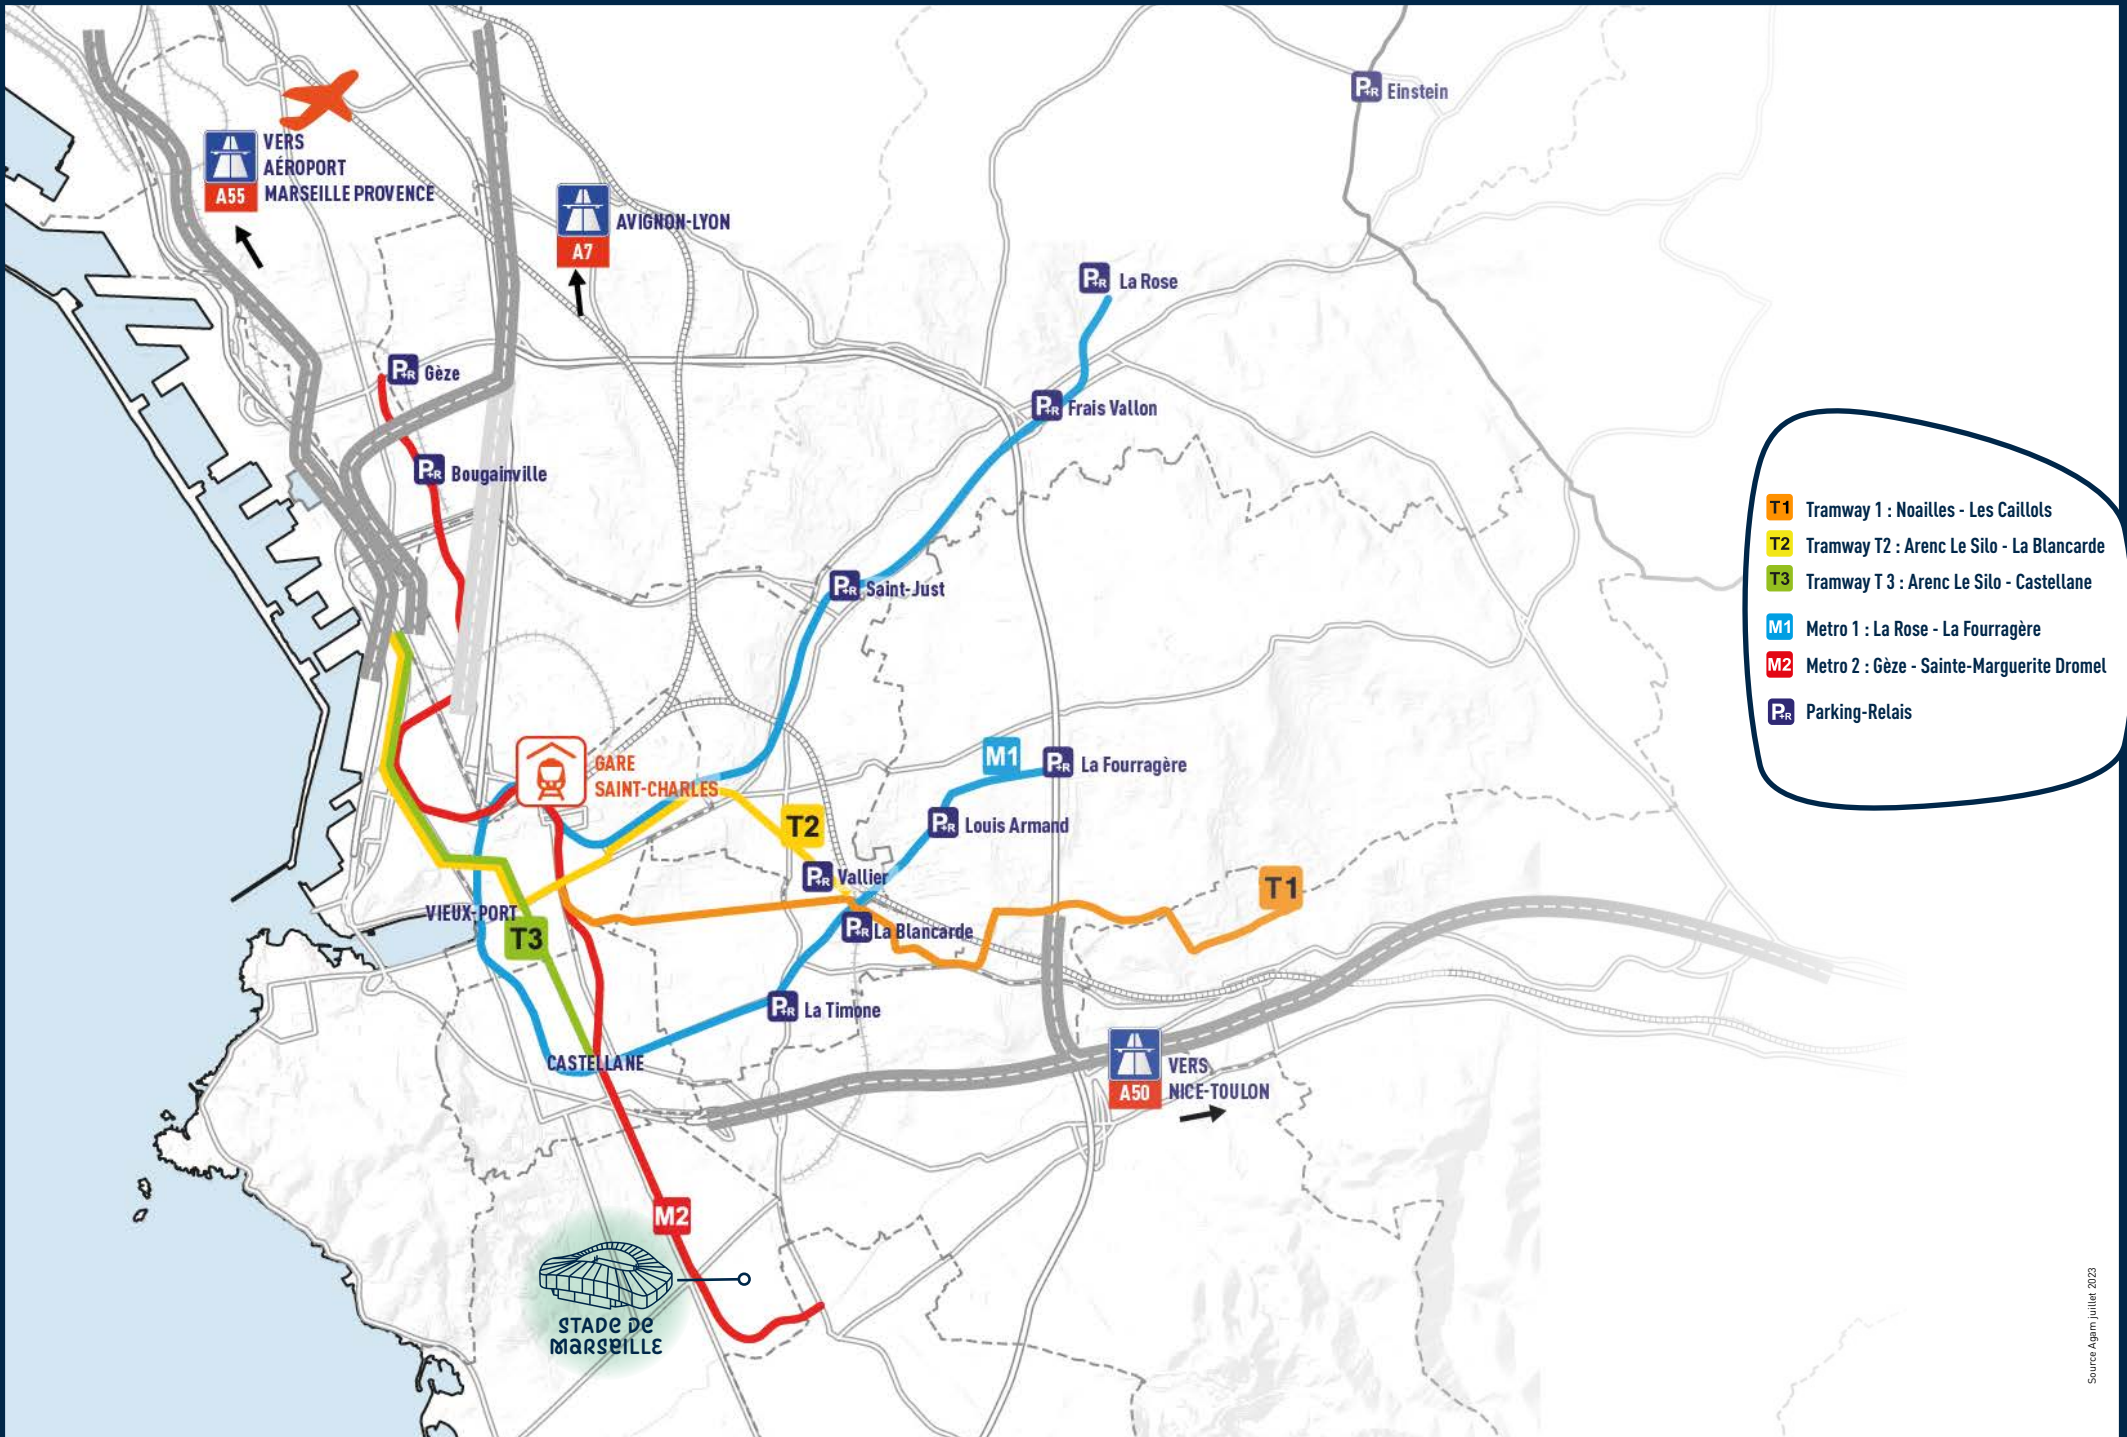 P+R Einstein
VERS
AÉROPORT
MARSEILLE PROVENCE
A55
AVIGNON-LYON
A7
P+R La Rose
P+R Gèze
P+R Frais Vallon
P+R Bougainville
P+R Saint-Just
GARE
SAINT-CHARLES
M1
P+R La Fourragère
T2
P+R Louis Armand
P+R Vallier
T1
VIEUX-PORT
T3
P+R La Blancarde
P+R La Timone
CASTELLANE
VERS
NICE-TOULON
A50
M2
STADE DE
MARSEILLE
T1 Tramway 1 : Noailles - Les Caillols
T2 Tramway T2 : Arenc Le Silo - La Blancarde
T3 Tramway T 3 : Arenc Le Silo - Castellane
M1 Metro 1 : La Rose - La Fourragère
M2 Metro 2 : Gèze - Sainte-Marguerite Dromel
P+R Parking-Relais
Source Agam juillet 2023